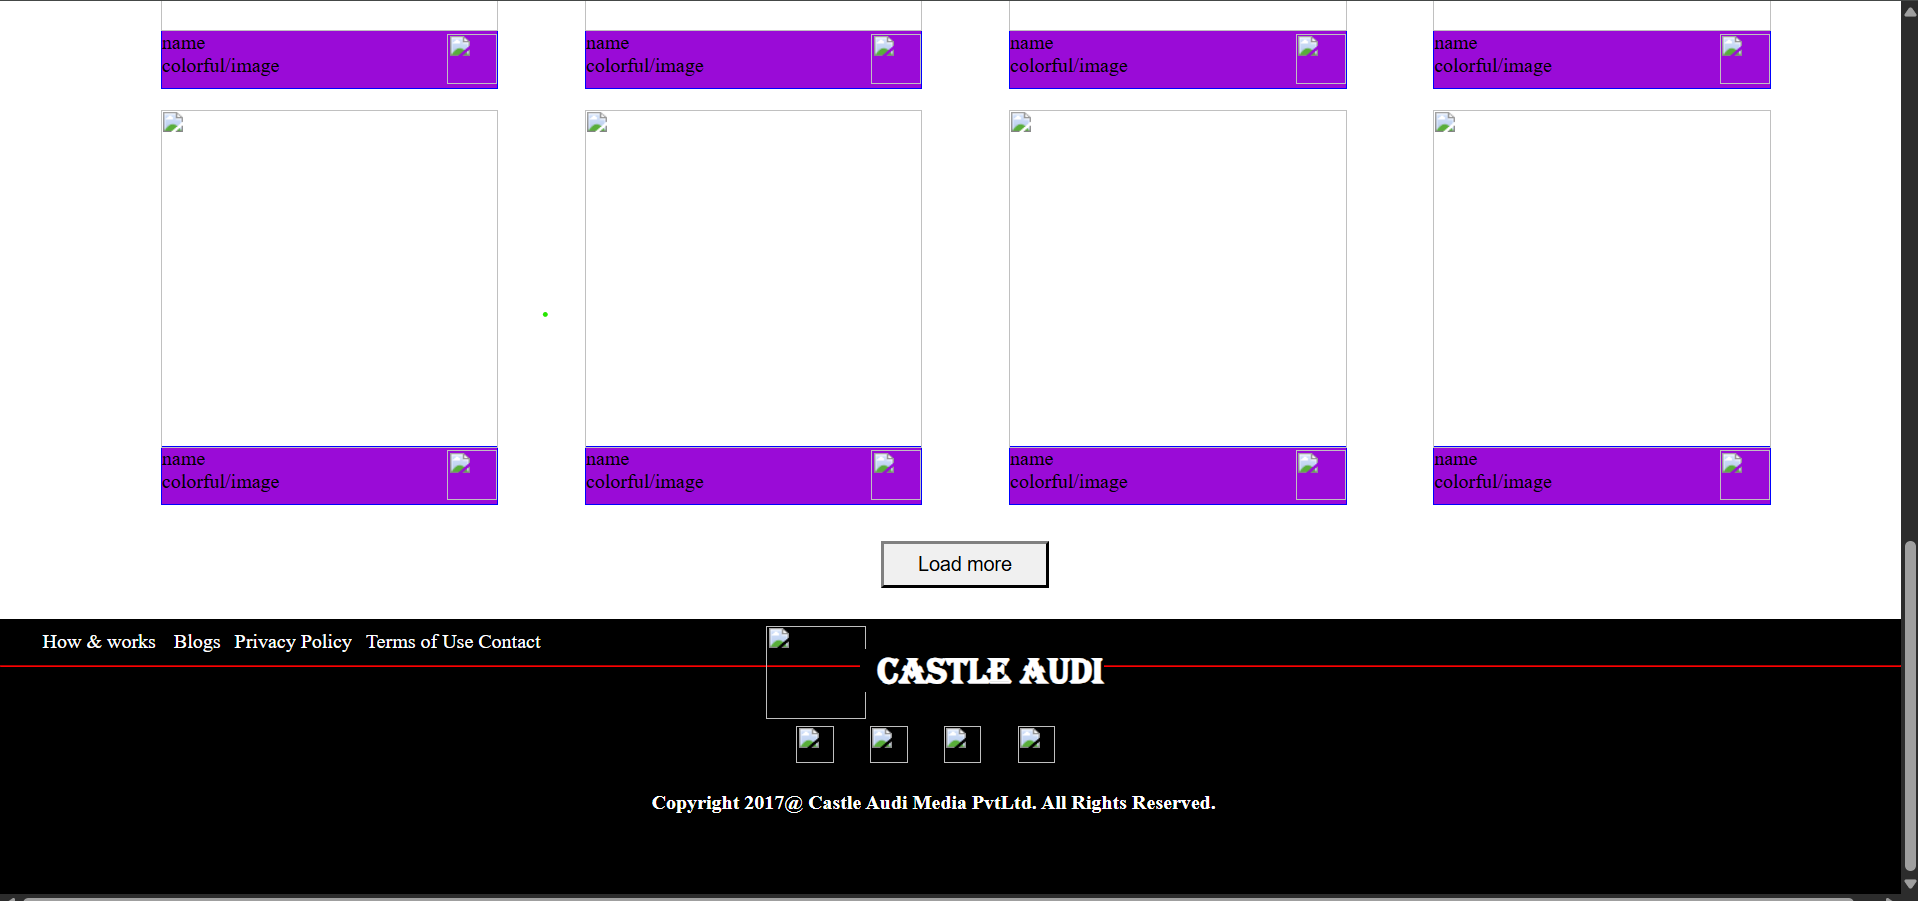 name
colorful/image
name
colorful/image
name
colorful/image
name
colorful/image
name
colorful/image
name
colorful/image
name
colorful/image
name
colorful/image
Load more
How & works Blogs Privacy Policy Terms of Use Contact
CASTLE AUDI
Copyright 2017@ Castle Audi Media PvtLtd. All Rights Reserved.